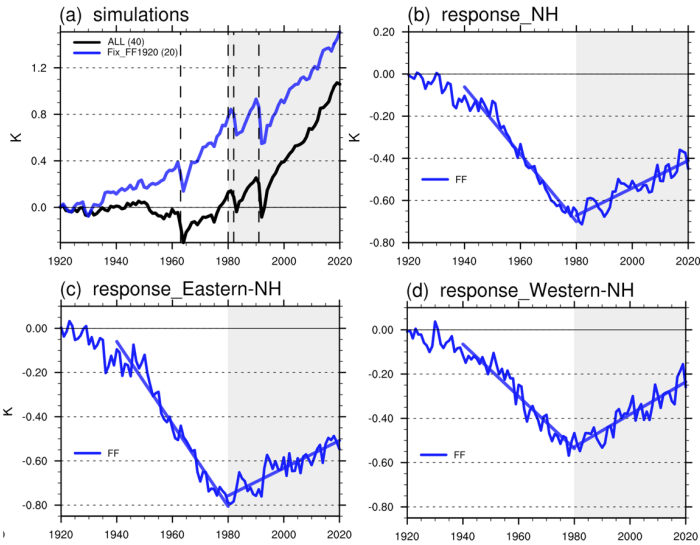 (a) simulations
ALL (40)
Fix_FF1920 (20)
1.2
0.8
0.4
0.0
K
1920 1940 1960 1980 2000 2020
(b) response_NH
0.20
0.00
-0.20
-0.40
-0.60
-0.80
K
FF
1920 1940 1960 1980 2000 2020
(c) response_Eastern-NH
0.00
-0.20
-0.40
-0.60
-0.80
K
FF
1920 1940 1960 1980 2000 2020
(d) response_Western-NH
0.00
-0.20
-0.40
-0.60
-0.80
FF
1920 1940 1960 1980 2000 2020